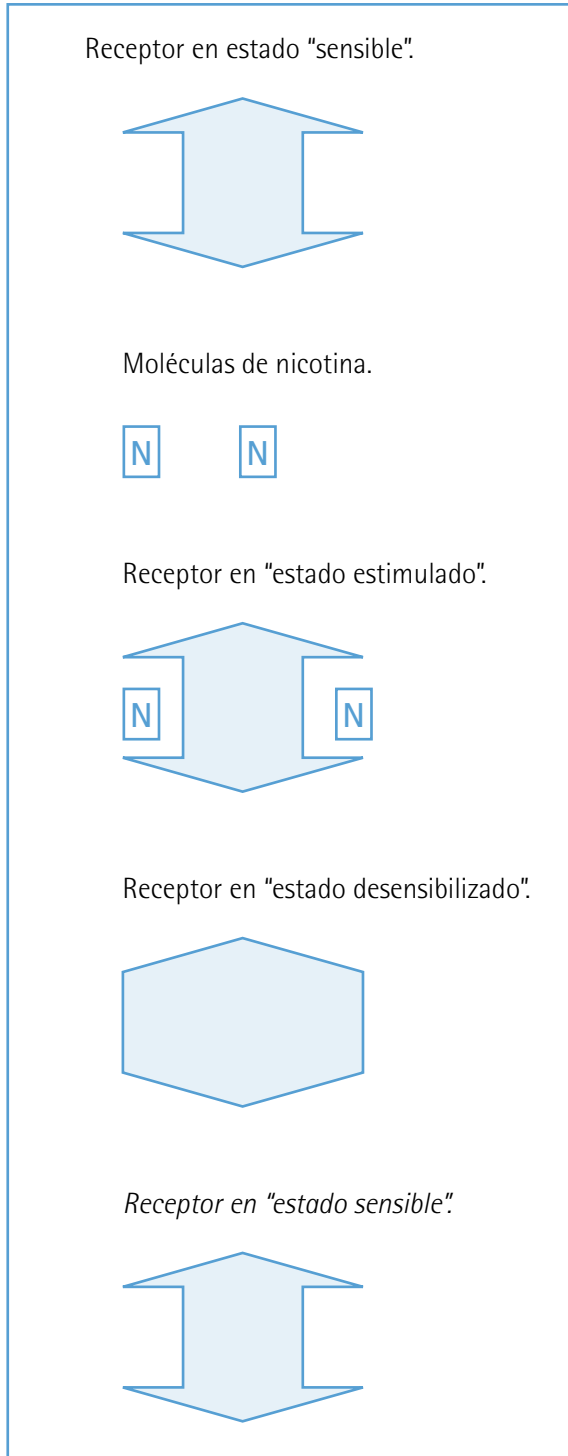 Receptor en estado “sensible”.
Moléculas de nicotina.
N N
Receptor en “estado estimulado”.
N N
Receptor en “estado desensibilizado”.
Receptor en “estado sensible”.